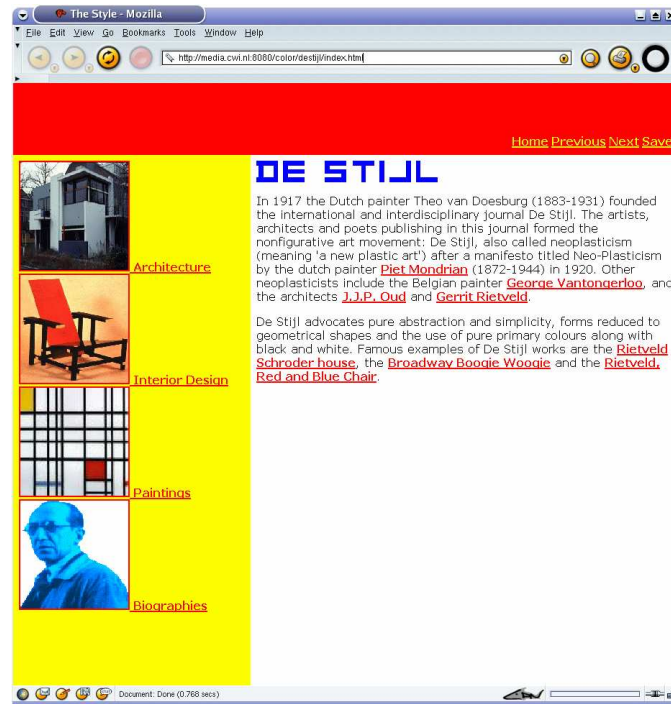 The Style - Mozilla
File Edit View Go Bookmarks Tools Window Help
http://media.cwi.nl:8080/color/destijl/index.html
Home Previous Next Save
DE STIJL
In 1917 the Dutch painter Theo van Doesburg (1883-1931) founded
the international and interdisciplinary journal De Stijl. The artists,
architects and poets publishing in this journal formed the
nonfigurative art movement: De Stijl, also called neoplasticism
(meaning 'a new plastic art') after a manifesto titled Neo-Plasticism
by the dutch painter Piet Mondrian (1872-1944) in 1920. Other
neoplasticists include the Belgian painter George Vantongerloo, and
the architects J.J.P. Oud and Gerrit Rietveld.
De Stijl advocates pure abstraction and simplicity, forms reduced to
geometrical shapes and the use of pure primary colours along with
black and white. Famous examples of De Stijl works are the Rietveld
Schroder house, the Broadway Boogie Woogie and the Rietveld,
Red and Blue Chair.
Architecture
Interior Design
Paintings
Biographies
Document: Done (0.768 secs)